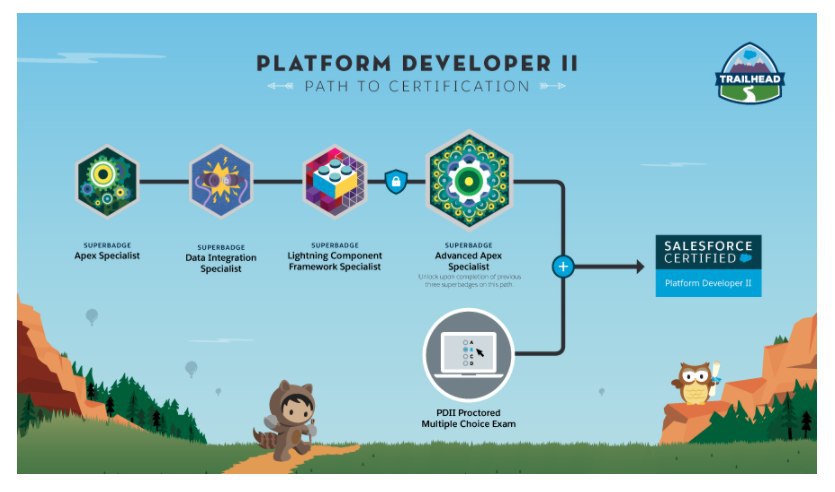 PLATFORM DEVELOPER II
PATH TO CERTIFICATION
TRAILHEAD
SUPERBADGE
Apex Specialist
SUPERBADGE
Data Integration
Specialist
SUPERBADGE
Lightning Component
Framework Specialist
SUPERBADGE
Advanced Apex
Specialist
(Unlock upon completion of previous
three superbadges on this path.
SALESFORCE
CERTIFIED
Platform Developer II
A
B
C
D
PDII Proctored
Multiple Choice Exam